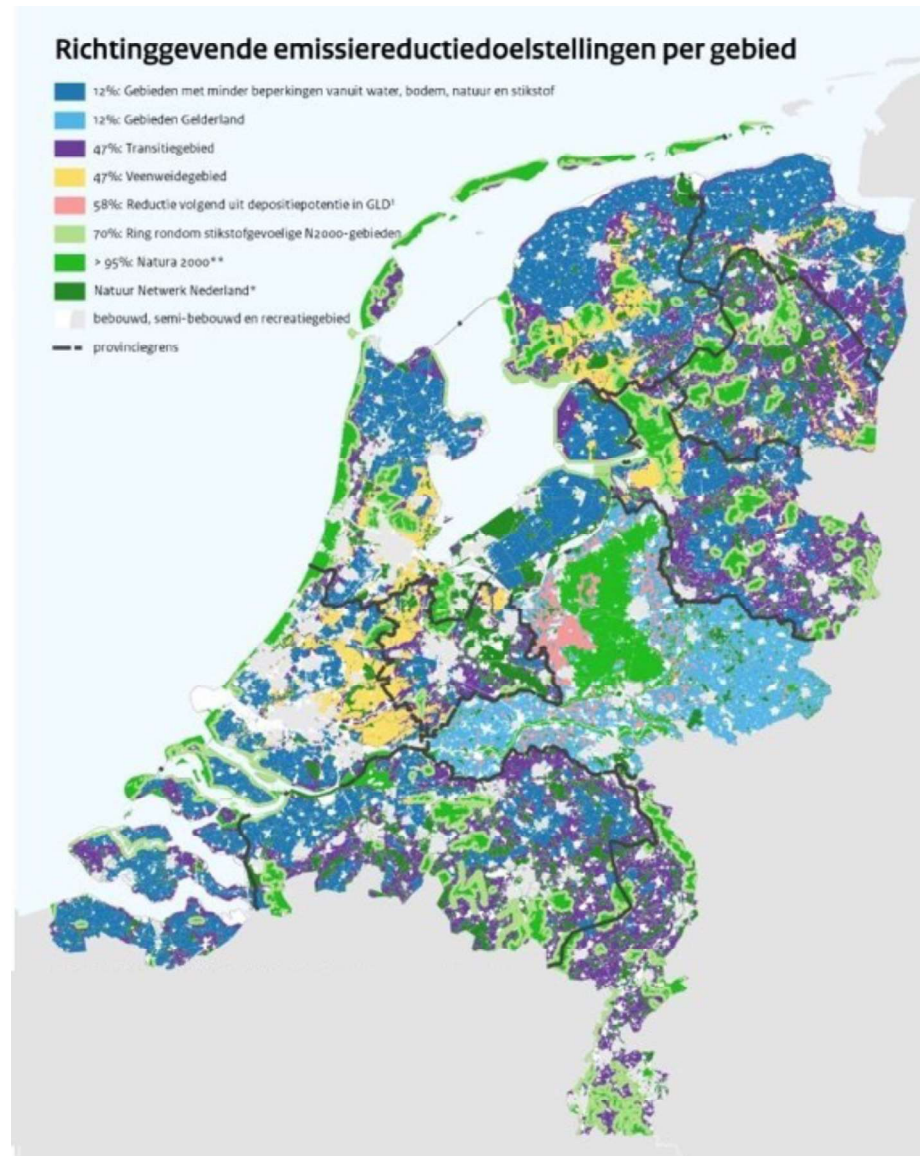 Richtinggevende emissiereductiedoelstellingen per gebied
12%: Gebieden met minder beperkingen vanuit water, bodem, natuur en stikstof
12%: Gebieden Gelderland
47%: Transitiegebied
47%: Veenweidegebied
58%: Reductie volgend uit depositiepotentie in GLD¹
70%: Ring rondom stikstofgevoelige N2000-gebieden
> 95%: Natura 2000**
Natuur Netwerk Nederland*
bebouwd, semi-bebouwd en recreatiegebied
provinciegrens